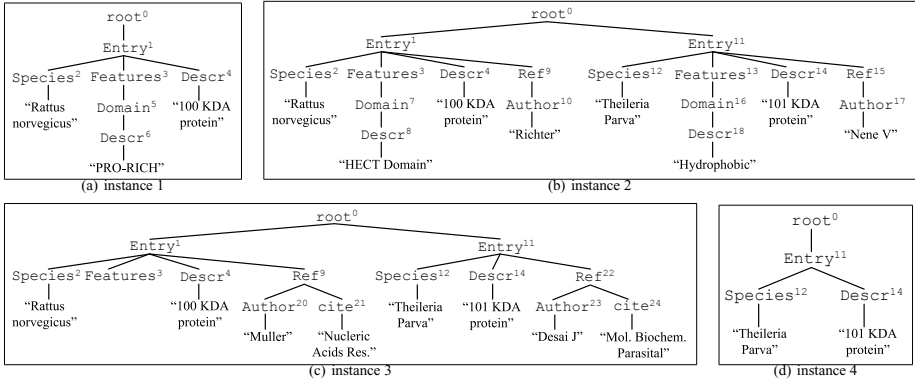 root0
Entry1
Species2 Features3 Descr4
“Rattus norvegicus” Domain5 “100 KDA protein”
Descr6
“PRO-RICH”
(a) instance 1
root0
Entry1 Entry11
Species2 Features3 Descr4 Ref9 Species12 Features13 Descr14 Ref15
“Rattus norvegicus” Domain7 “100 KDA protein” Author10 “Theileria Parva” Domain16 “101 KDA protein” Author17
Descr8 “Richter” Descr18 “Nene V”
“HECT Domain” “Hydrophobic”
(b) instance 2
root0
Entry1 Entry11
Species2 Features3 Descr4 Ref9 Species12 Descr14 Ref22
“Rattus norvegicus” “100 KDA protein” Author20 cite21 “Theileria Parva” “101 KDA protein” Author23 cite24
“Muller” “Nucleric Acids Res.” “Desai J” “Mol. Biochem. Parasital”
(c) instance 3
root0
Entry11
Species12 Descr14
“Theileria Parva” “101 KDA protein”
(d) instance 4